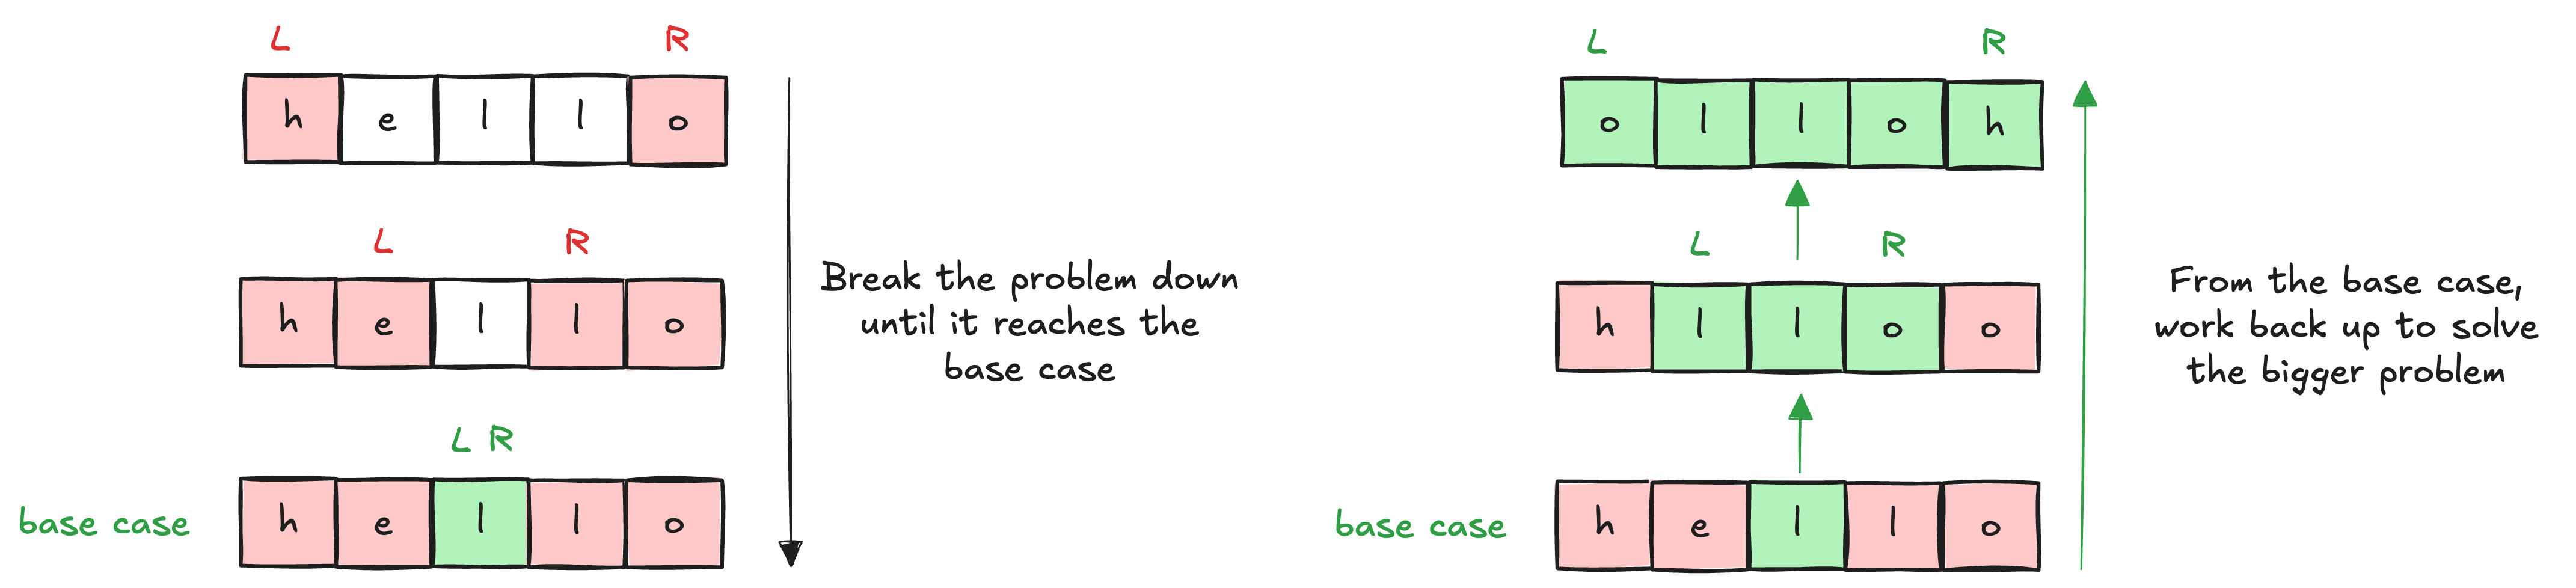 L R
h e l l o
L R
h e l l o
L R
base case h e l l o
Break the problem down
until it reaches the
base case
L R
o l l o h
L R
h l l o o
base case h e l l o
From the base case,
work back up to solve
the bigger problem